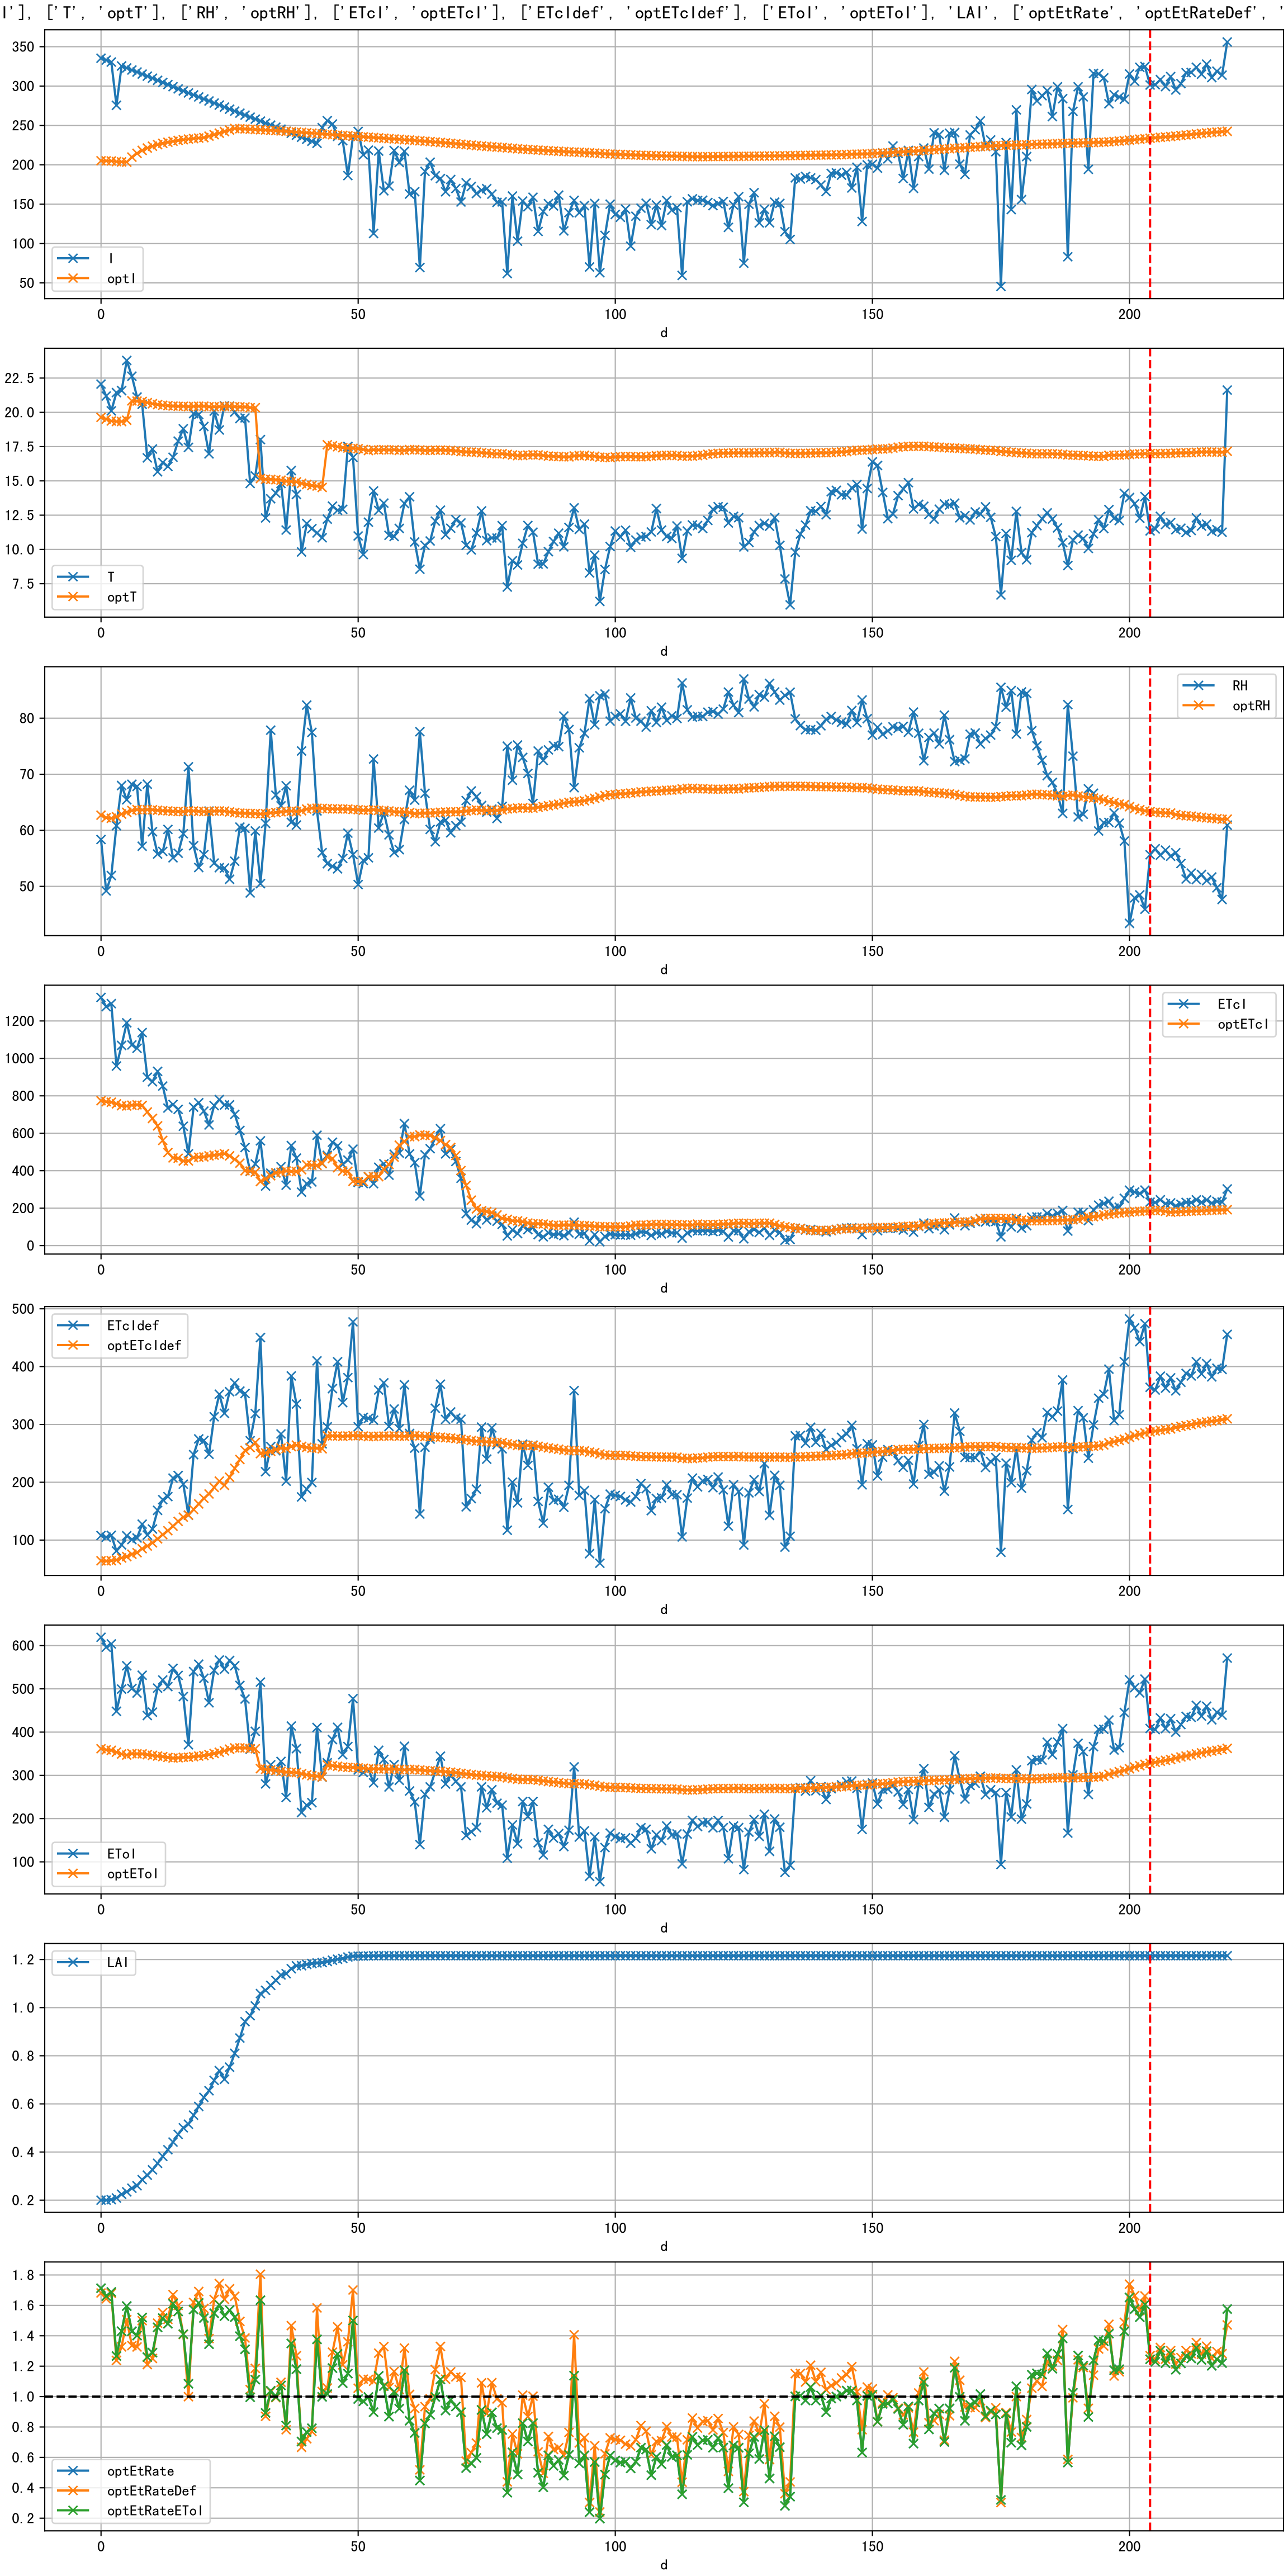 I'], ['T', 'optT'], ['RH', 'optRH'], ['ETcI', 'optETcI'], ['ETcIdef', 'optETcIdef'], ['EToI', 'optEToI'], 'LAI', ['optEtRate', 'optEtRateDef', '
350
300
250
200
150
100
50
I
optI
0 50 100 150 200
d
22.5
20.0
17.5
15.0
12.5
10.0
7.5
T
optT
0 50 100 150 200
d
80
70
60
50
RH
optRH
0 50 100 150 200
d
1200
1000
800
600
400
200
0
ETcI
optETcI
0 50 100 150 200
d
500
400
300
200
100
ETcIdef
optETcIdef
0 50 100 150 200
d
600
500
400
300
200
100
EToI
optEToI
0 50 100 150 200
d
1.2
1.0
0.8
0.6
0.4
0.2
LAI
0 50 100 150 200
d
1.8
1.6
1.4
1.2
1.0
0.8
0.6
0.4
0.2
optEtRate
optEtRateDef
optEtRateEToI
0 50 100 150 200
d